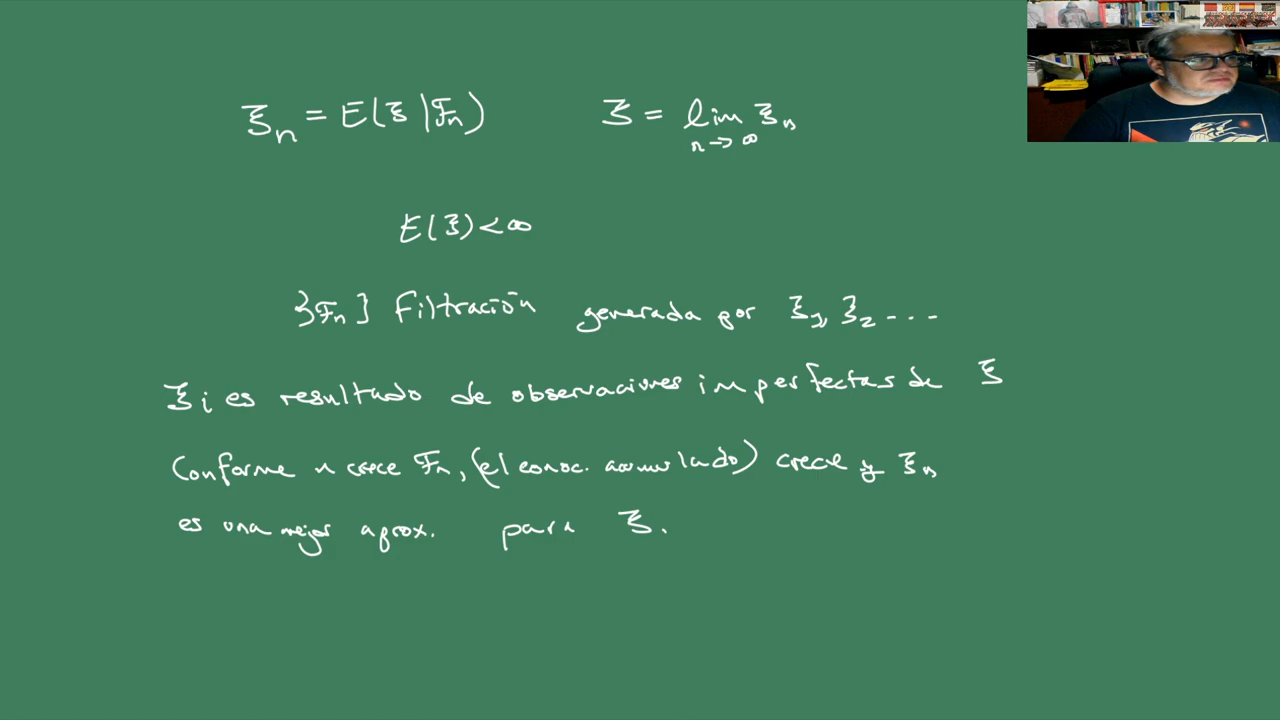 ξn = E(ξ | Fn) ξ = lim n→∞ ξn
E(ξ) < ∞
{Fn} Filtración generada por ξ1, ξ2 ...
ξi es resultado de observaciones imperfectas de ξ
Conforme n crece Fn, (el conoc. acumulado) crece y ξn
es una mejor aprox. para ξ.